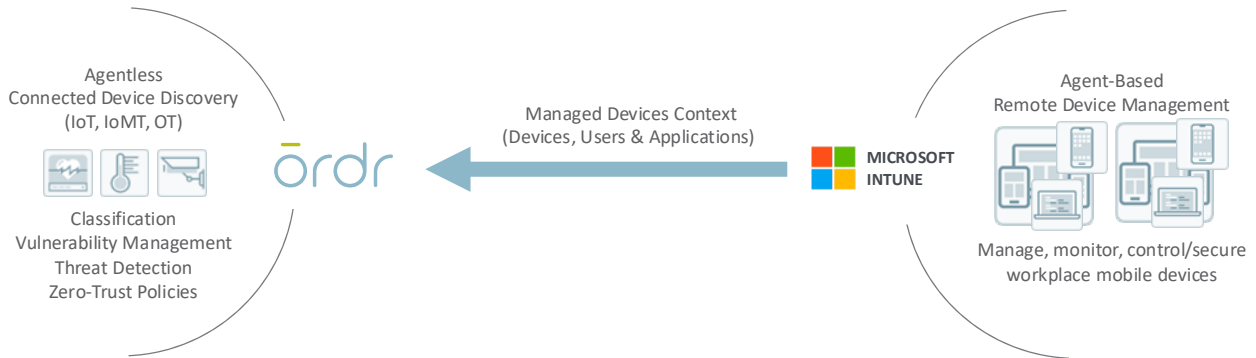 Agentless
Connected Device Discovery
(IoT, IoMT, OT)
Classification
Vulnerability Management
Threat Detection
Zero-Trust Policies
ōrdr
Managed Devices Context
(Devices, Users & Applications)
MICROSOFT
INTUNE
Agent-Based
Remote Device Management
Manage, monitor, control/secure
workplace mobile devices